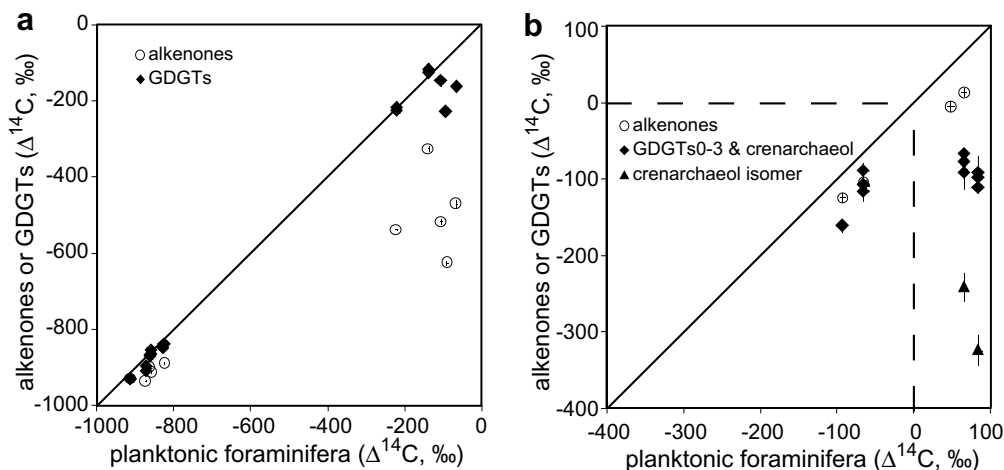 a
0
-200
-400
-600
-800
-1000
-1000
-800
-600
-400
-200
0
alkenones
GDGTs
alkenones or GDGTs (Δ14C, ‰)
planktonic foraminifera (Δ14C, ‰)
b
100
0
-100
-200
-300
-400
-400
-300
-200
-100
0
100
alkenones
GDGTs0-3 & crenarchaeol
crenarchaeol isomer
alkenones or GDGTs (Δ14C, ‰)
planktonic foraminifera (Δ14C, ‰)